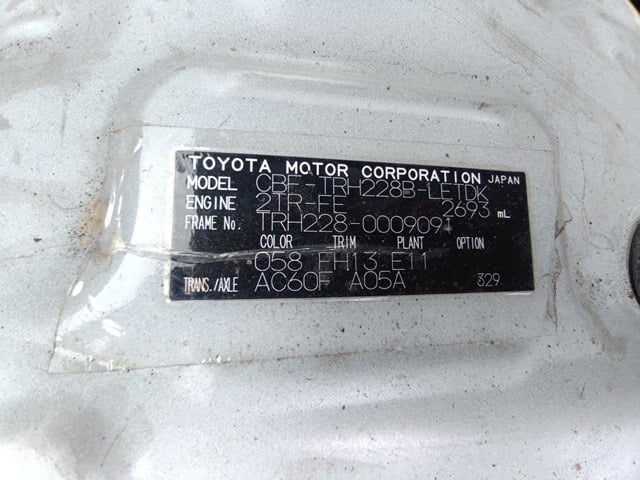 TOYOTA MOTOR CORPORATION JAPAN
MODEL CBF-TRH228B-LETDK
ENGINE 2TR-FE 2693 mL
FRAME No. TRH228-0009091
COLOR TRIM PLANT OPTION
058 FH13 E11
TRANS./AXLE AC60F A05A 329